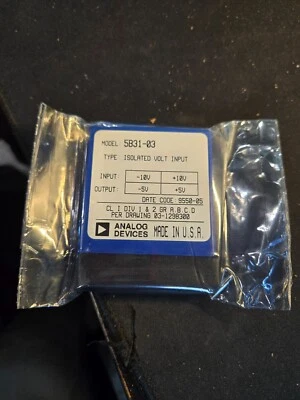 MODEL 5B31-03
TYPE ISOLATED VOLT INPUT
INPUT: -10V +10V
OUTPUT: -5V +5V
DATE CODE 9550-05
CL I DIV 1 & 2 GR A,B,C,D
PER DRAWING 03-1298300
ANALOG
DEVICES MADE IN U.S.A.